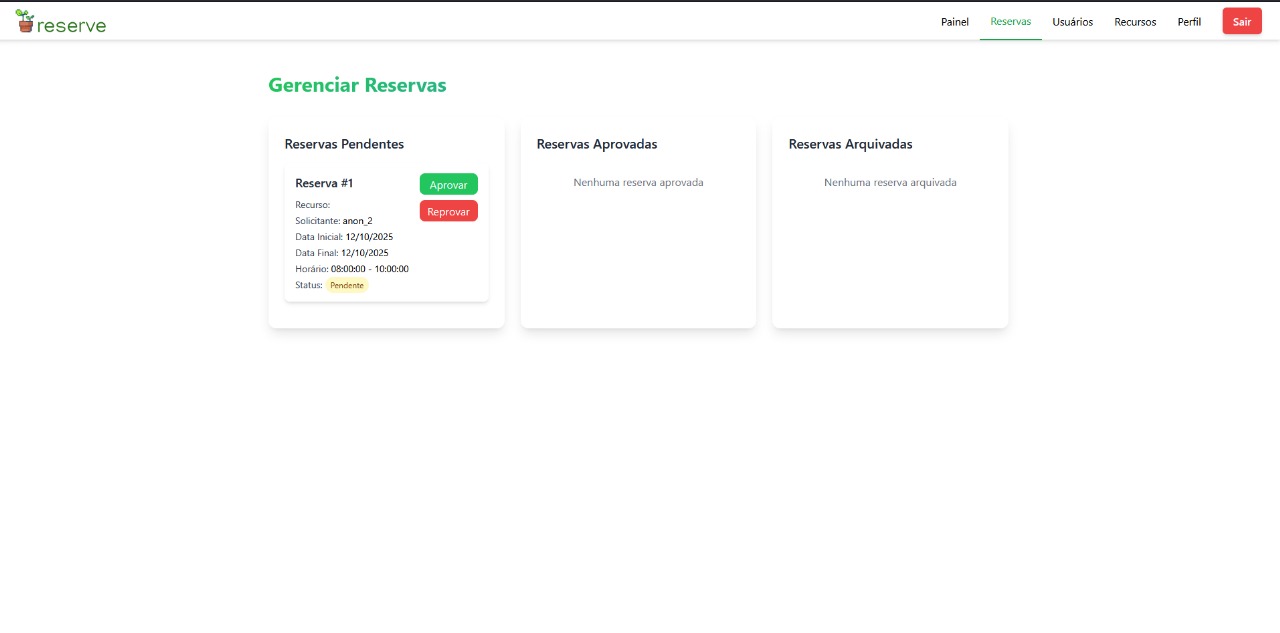 reserve
Painel
Reservas
Usuários
Recursos
Perfil
Sair
Gerenciar Reservas
Reservas Pendentes
Reserva #1
Aprovar
Reprovar
Recurso:
Solicitante: anon_2
Data Inicial: 12/10/2025
Data Final: 12/10/2025
Horário: 08:00:00 - 10:00:00
Status: Pendente
Reservas Aprovadas
Nenhuma reserva aprovada
Reservas Arquivadas
Nenhuma reserva arquivada